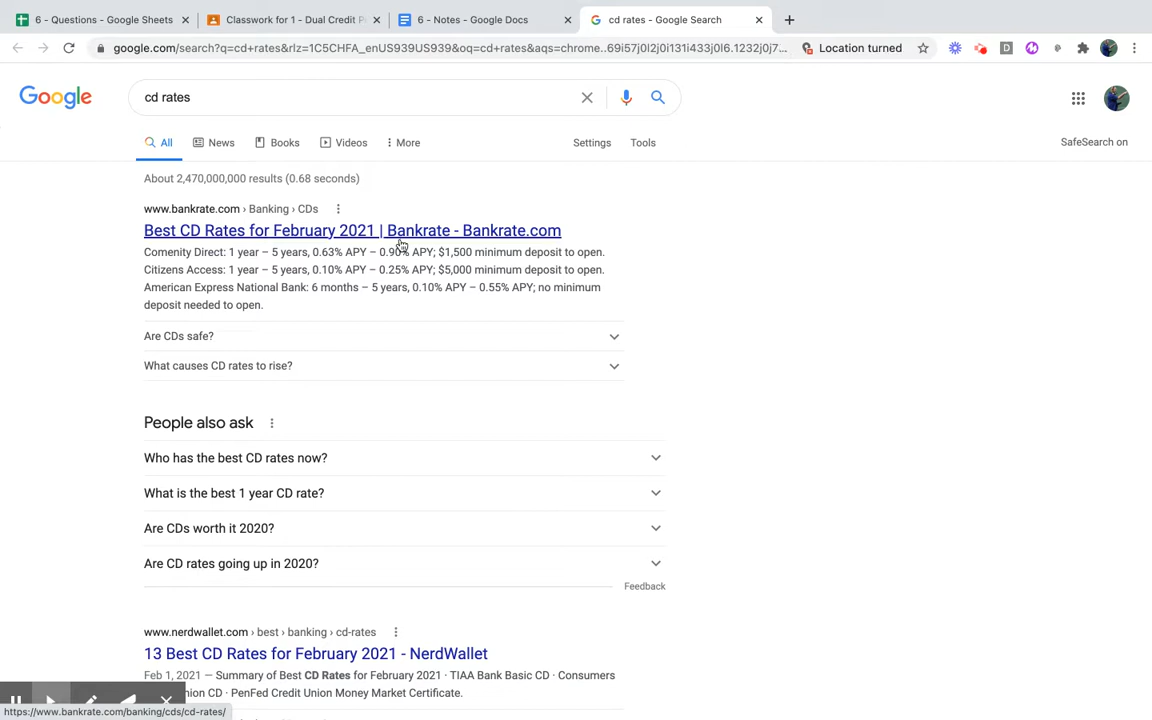 6 - Questions - Google Sheets
Classwork for 1 - Dual Credit P
6 - Notes - Google Docs
cd rates - Google Search
google.com/search?q=cd+rates&rlz=1C5CHFA_enUS939US939&oq=cd+rates&aqs=chrome..69i57j0l2j0i131i433j0l6.1232j0j7...
Location turned
Google
cd rates
All
News
Books
Videos
More
Settings
Tools
SafeSearch on
About 2,470,000,000 results (0.68 seconds)
www.bankrate.com › Banking › CDs
Best CD Rates for February 2021 | Bankrate - Bankrate.com
Comenity Direct: 1 year – 5 years, 0.63% APY – 0.90% APY; $1,500 minimum deposit to open.
Citizens Access: 1 year – 5 years, 0.10% APY – 0.25% APY; $5,000 minimum deposit to open.
American Express National Bank: 6 months – 5 years, 0.10% APY – 0.55% APY; no minimum
deposit needed to open.
Are CDs safe?
What causes CD rates to rise?
People also ask
Who has the best CD rates now?
What is the best 1 year CD rate?
Are CDs worth it 2020?
Are CD rates going up in 2020?
Feedback
www.nerdwallet.com › best › banking › cd-rates
13 Best CD Rates for February 2021 - NerdWallet
Feb 1, 2021 — Summary of Best CD Rates for February 2021 · TIAA Bank Basic CD · Consumers
CD · PenFed Credit Union Money Market Certificate.
https://www.bankrate.com/banking/cds/cd-rates/